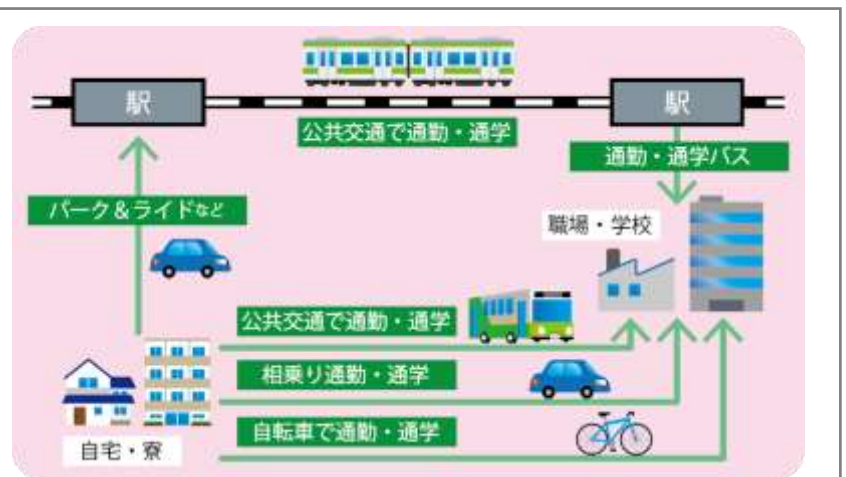 駅
駅
公共交通で通勤・通学
通勤・通学バス
パーク＆ライドなど
職場・学校
公共交通で通勤・通学
相乗り通勤・通学
自転車で通勤・通学
自宅・寮